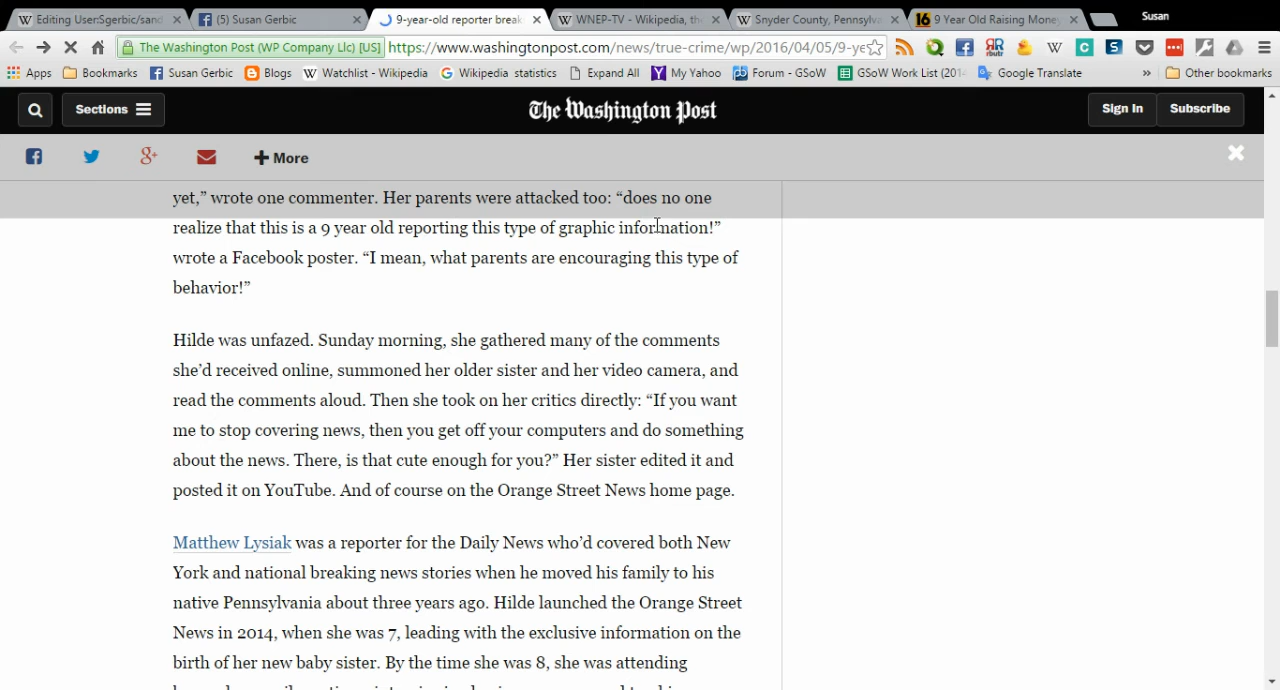 Editing User:Sgerbic/sand
(5) Susan Gerbic
9-year-old reporter break
WNEP-TV - Wikipedia, the
Snyder County, Pennsylva
9 Year Old Raising Money
Susan
The Washington Post (WP Company Llc) [US]
https://www.washingtonpost.com/news/true-crime/wp/2016/04/05/9-ye
Apps
Bookmarks
Susan Gerbic
Blogs
Watchlist - Wikipedia
Wikipedia statistics
Expand All
My Yahoo
Forum - GSoW
GSoW Work List (201
Google Translate
»
Other bookmarks
Sections
The Washington Post
Sign In
Subscribe
+ More
yet,” wrote one commenter. Her parents were attacked too: “does no one
realize that this is a 9 year old reporting this type of graphic information!”
wrote a Facebook poster. “I mean, what parents are encouraging this type of
behavior!”
Hilde was unfazed. Sunday morning, she gathered many of the comments
she’d received online, summoned her older sister and her video camera, and
read the comments aloud. Then she took on her critics directly: “If you want
me to stop covering news, then you get off your computers and do something
about the news. There, is that cute enough for you?” Her sister edited it and
posted it on YouTube. And of course on the Orange Street News home page.
Matthew Lysiak was a reporter for the Daily News who’d covered both New
York and national breaking news stories when he moved his family to his
native Pennsylvania about three years ago. Hilde launched the Orange Street
News in 2014, when she was 7, leading with the exclusive information on the
birth of her new baby sister. By the time she was 8, she was attending